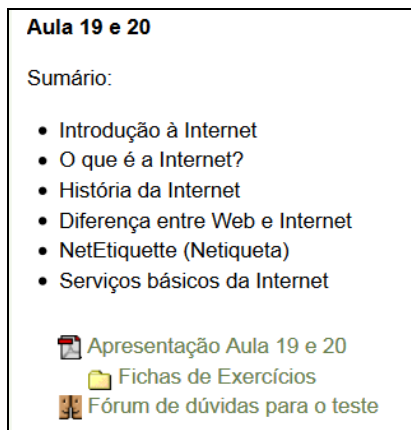 Aula 19 e 20
Sumário:
• Introdução à Internet
• O que é a Internet?
• História da Internet
• Diferença entre Web e Internet
• NetEtiquette (Netiqueta)
• Serviços básicos da Internet
Apresentação Aula 19 e 20
Fichas de Exercícios
Fórum de dúvidas para o teste